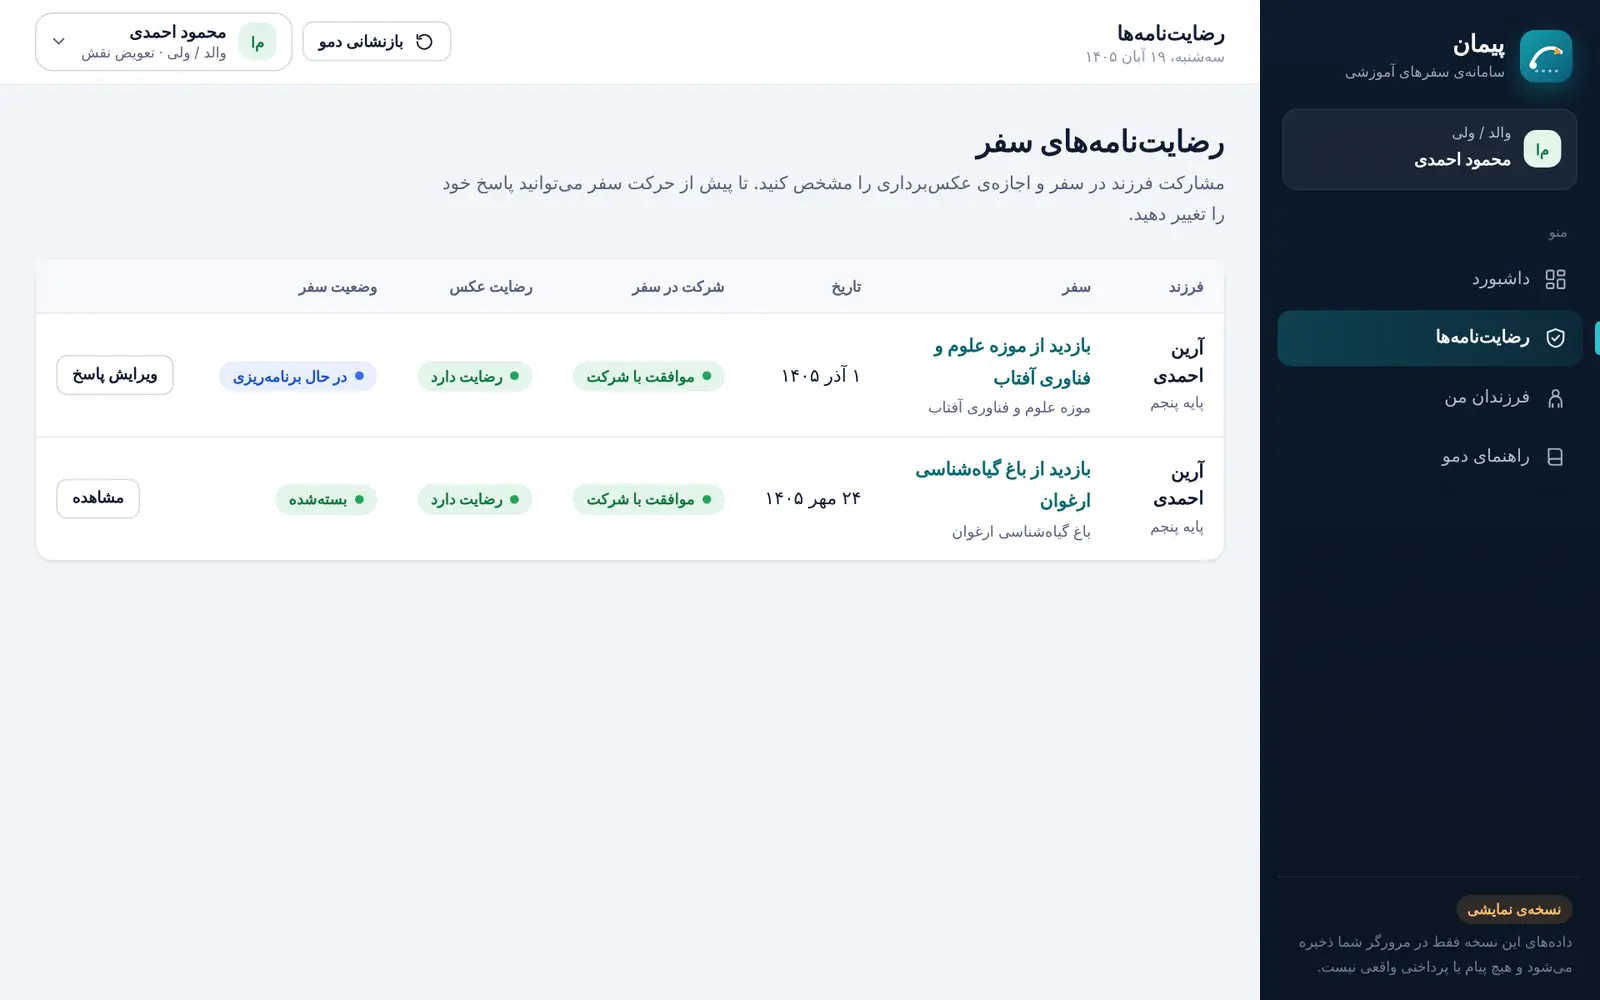 پیمان
سامانه‌ی سفرهای آموزشی
والد / ولی
م‌ا
محمود احمدی
منو
داشبورد
رضایت‌نامه‌ها
فرزندان من
راهنمای دمو
نسخه‌ی نمایشی
داده‌های این نسخه فقط در مرورگر شما ذخیره
می‌شود و هیچ پیام یا پرداختی واقعی نیست.
رضایت‌نامه‌ها
سه‌شنبه، ۱۹ آبان ۱۴۰۵
بازنشانی دمو
م‌ا
محمود احمدی
والد / ولی · تعویض نقش
رضایت‌نامه‌های سفر
مشارکت فرزند در سفر و اجازه‌ی عکس‌برداری را مشخص کنید. تا پیش از حرکت سفر می‌توانید پاسخ خود
را تغییر دهید.
فرزند سفر تاریخ شرکت در سفر رضایت عکس وضعیت سفر
آرین
احمدی
پایه پنجم
بازدید از موزه علوم و
فناوری آفتاب
موزه علوم و فناوری آفتاب
۱ آذر ۱۴۰۵
موافقت با شرکت
رضایت دارد
در حال برنامه‌ریزی
ویرایش پاسخ
آرین
احمدی
پایه پنجم
بازدید از باغ گیاه‌شناسی
ارغوان
باغ گیاه‌شناسی ارغوان
۲۴ مهر ۱۴۰۵
موافقت با شرکت
رضایت دارد
بسته‌شده
مشاهده